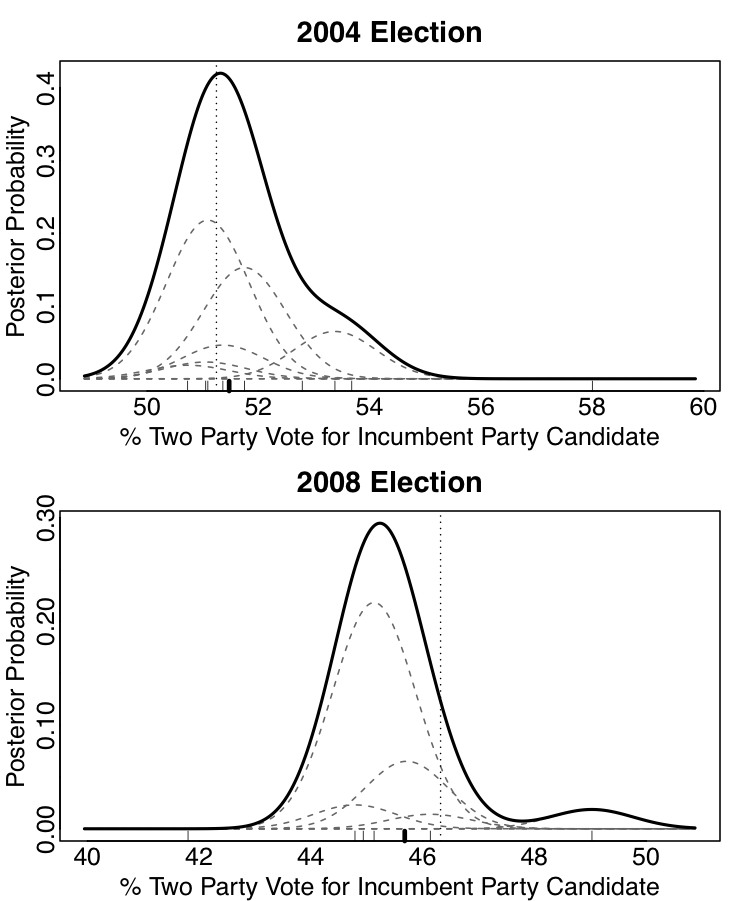 2004 Election
Posterior Probability
0.0 0.1 0.2 0.3 0.4
50 52 54 56 58 60
% Two Party Vote for Incumbent Party Candidate
2008 Election
Posterior Probability
0.00 0.10 0.20 0.30
40 42 44 46 48 50
% Two Party Vote for Incumbent Party Candidate